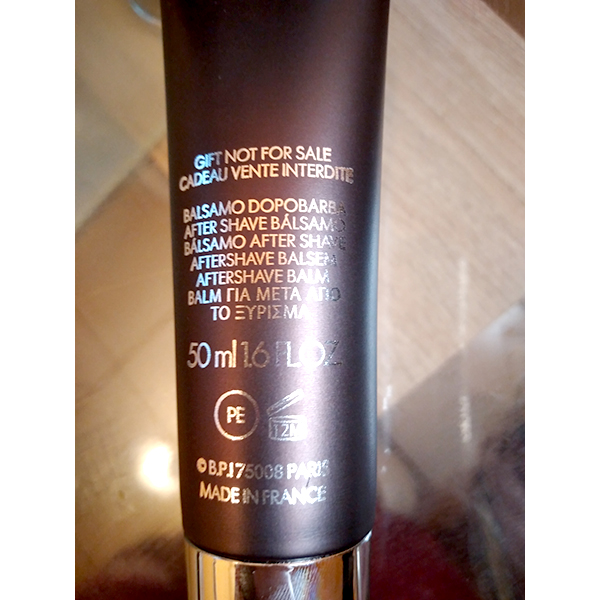 GIFT NOT FOR SALE
CADEAU VENTE INTERDITE
BALSAMO DOPOBARBA
AFTER SHAVE BÁLSAMO
BÁLSAMO AFTER SHAVE
AFTERSHAVE BALSEM
AFTERSHAVE BALM
BALM ΓΙΑ ΜΕΤΑ ΑΠΟ
ΤΟ ΞΥΡΙΣΜΑ
50 ml 1.6 FL.OZ
PE
12M
© B.P.I 75008 PARIS
MADE IN FRANCE